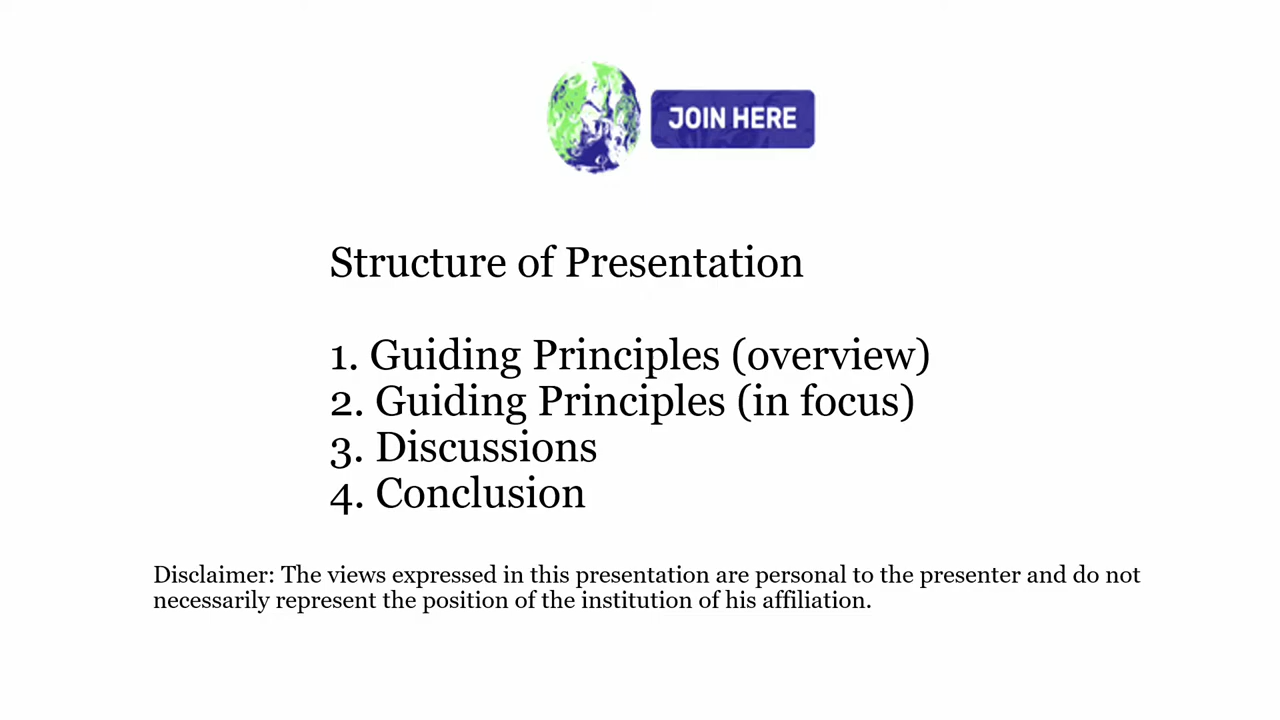 JOIN HERE
Structure of Presentation
1. Guiding Principles (overview)
2. Guiding Principles (in focus)
3. Discussions
4. Conclusion
Disclaimer: The views expressed in this presentation are personal to the presenter and do not
necessarily represent the position of the institution of his affiliation.